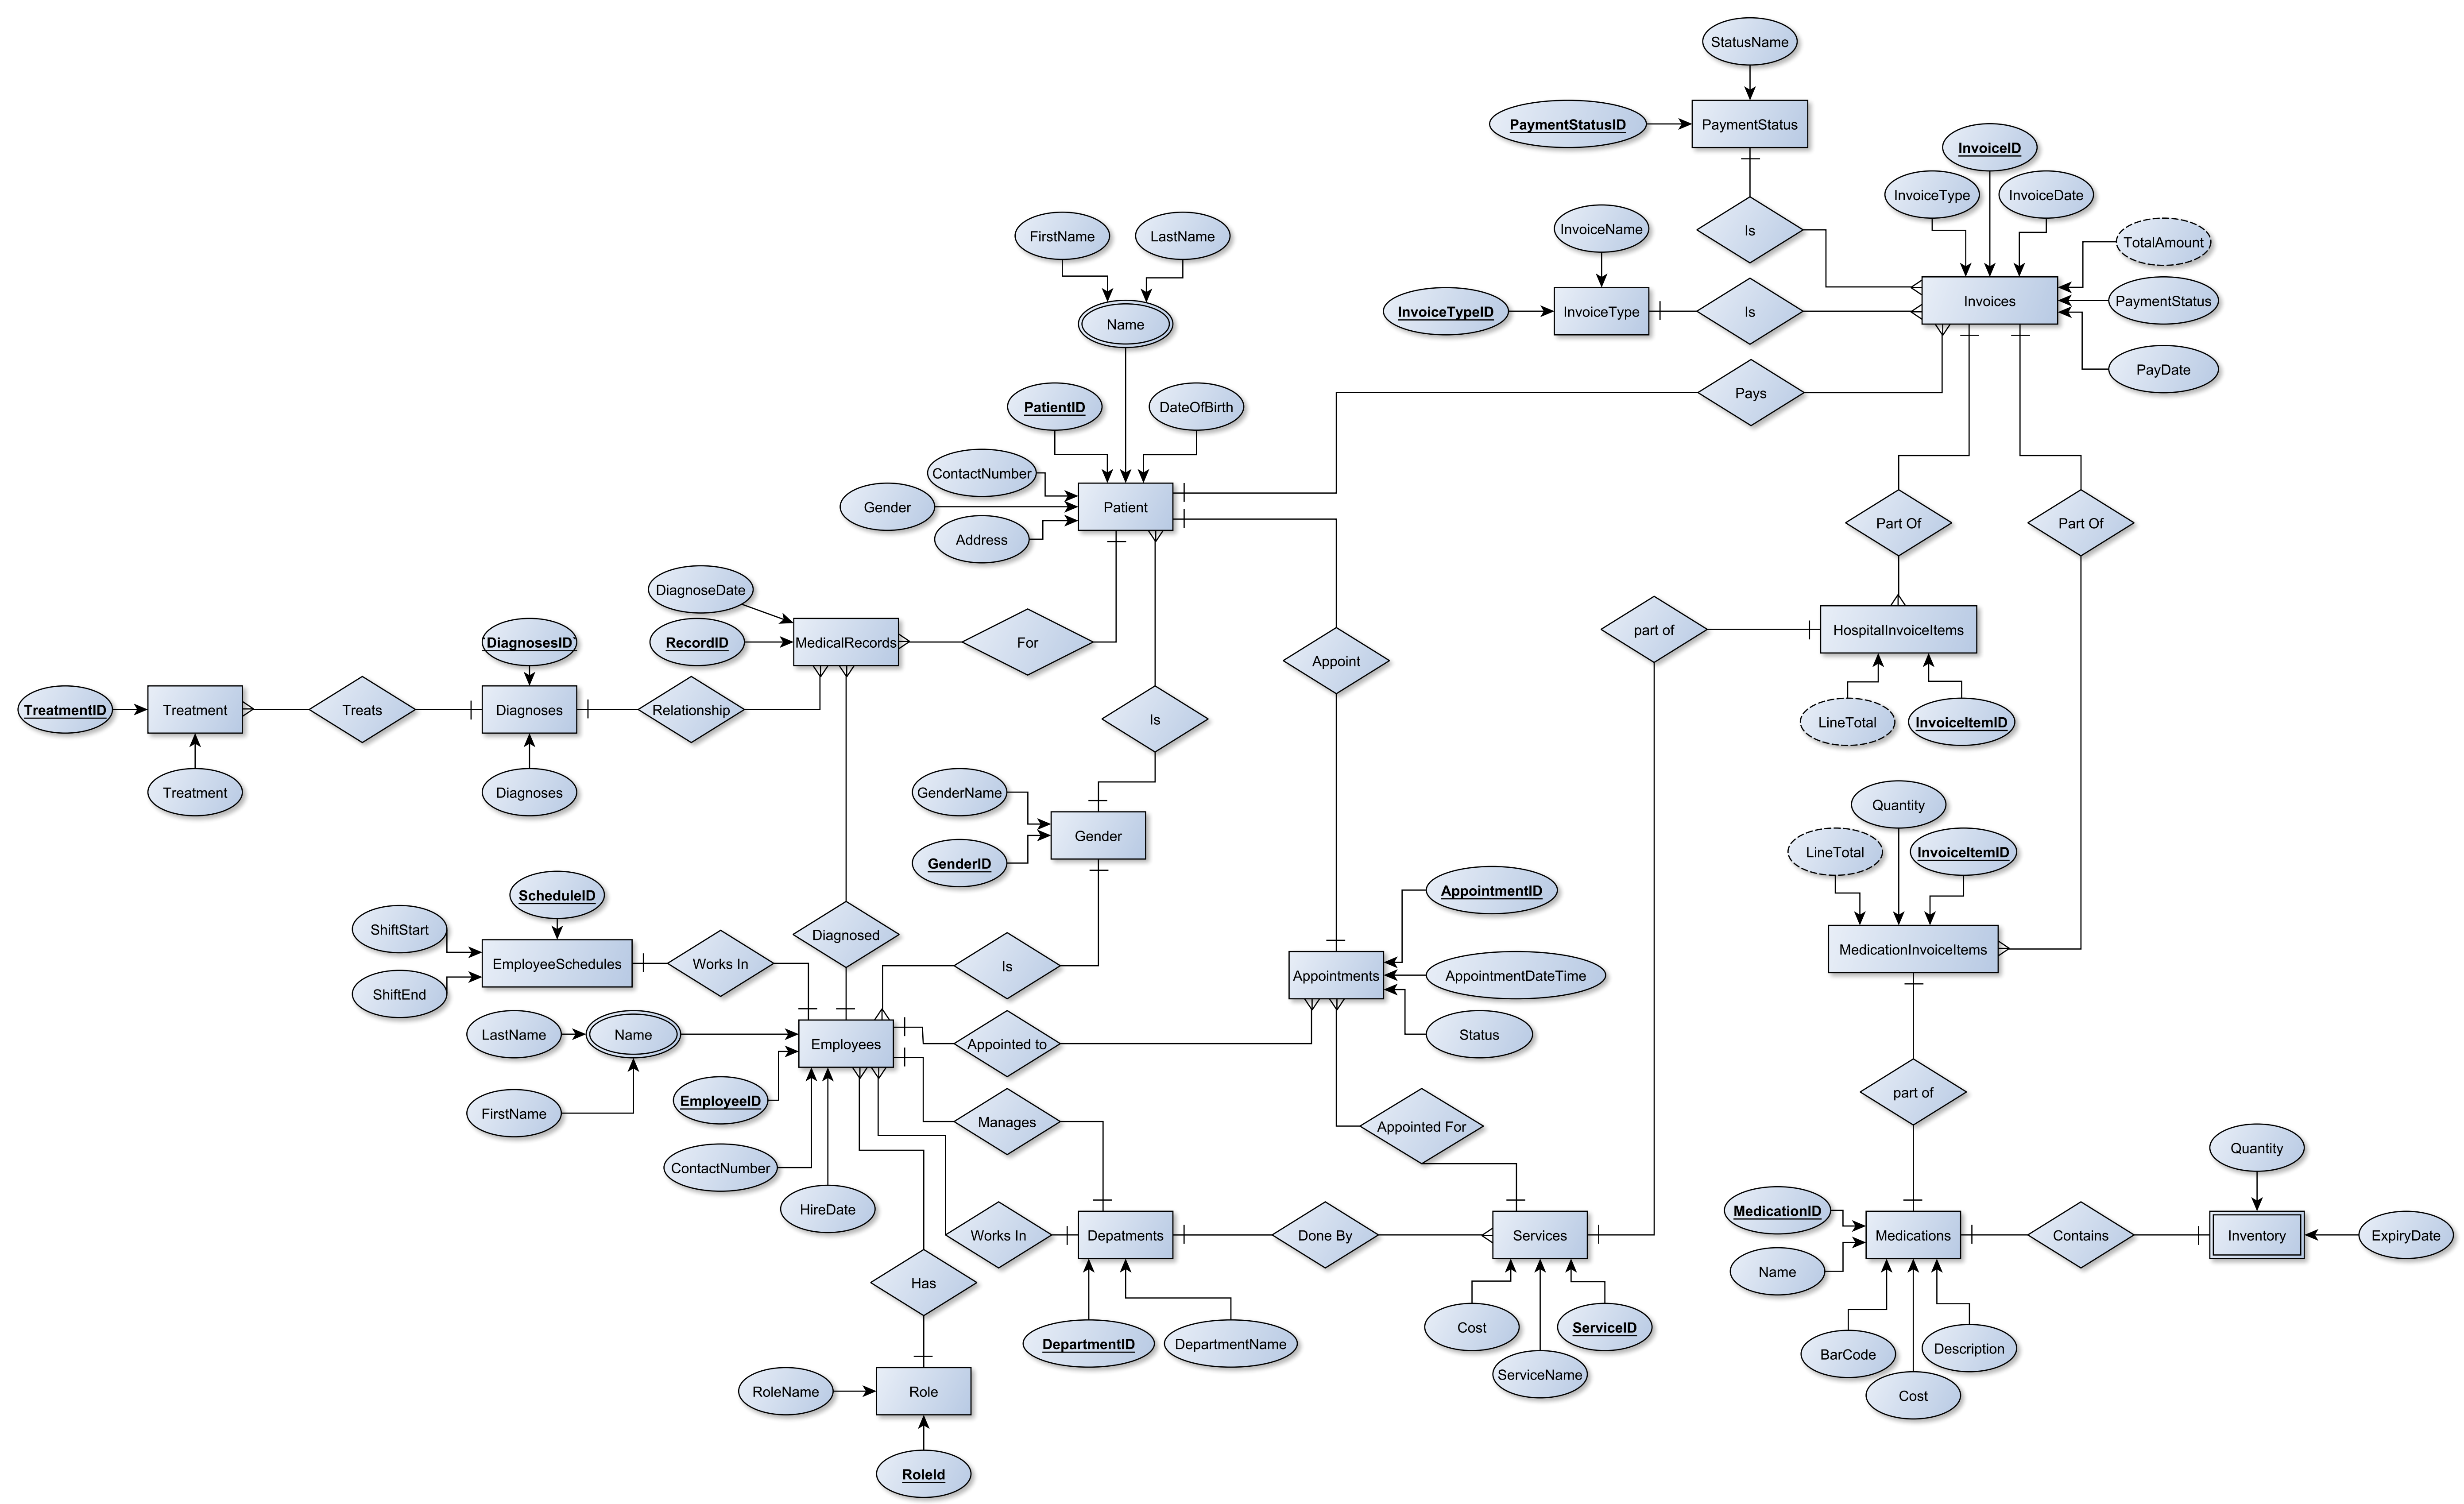 StatusName
PaymentStatusID
PaymentStatus
InvoiceID
InvoiceType
InvoiceDate
FirstName
LastName
InvoiceName
Is
TotalAmount
Name
InvoiceTypeID
InvoiceType
Is
Invoices
PaymentStatus
PayDate
Pays
PatientID
DateOfBirth
ContactNumber
Gender
Patient
Address
Part Of
Part Of
DiagnoseDate
DiagnosesID
RecordID
MedicalRecords
For
Appoint
part of
HospitalInvoiceItems
TreatmentID
Treatment
Treats
Diagnoses
Relationship
Is
LineTotal
InvoiceItemID
Treatment
Diagnoses
GenderName
Gender
GenderID
Quantity
LineTotal
InvoiceItemID
ScheduleID
AppointmentID
ShiftStart
EmployeeSchedules
Works In
Diagnosed
Is
ShiftEnd
Appointments
AppointmentDateTime
MedicationInvoiceItems
LastName
Name
Employees
Appointed to
Status
FirstName
EmployeeID
Manages
Appointed For
part of
ContactNumber
HireDate
Quantity
MedicationID
Works In
Depatments
Done By
Services
Medications
Contains
Inventory
ExpiryDate
Name
Has
DepartmentID
DepartmentName
Cost
ServiceID
ServiceName
BarCode
Description
Cost
RoleName
Role
RoleId